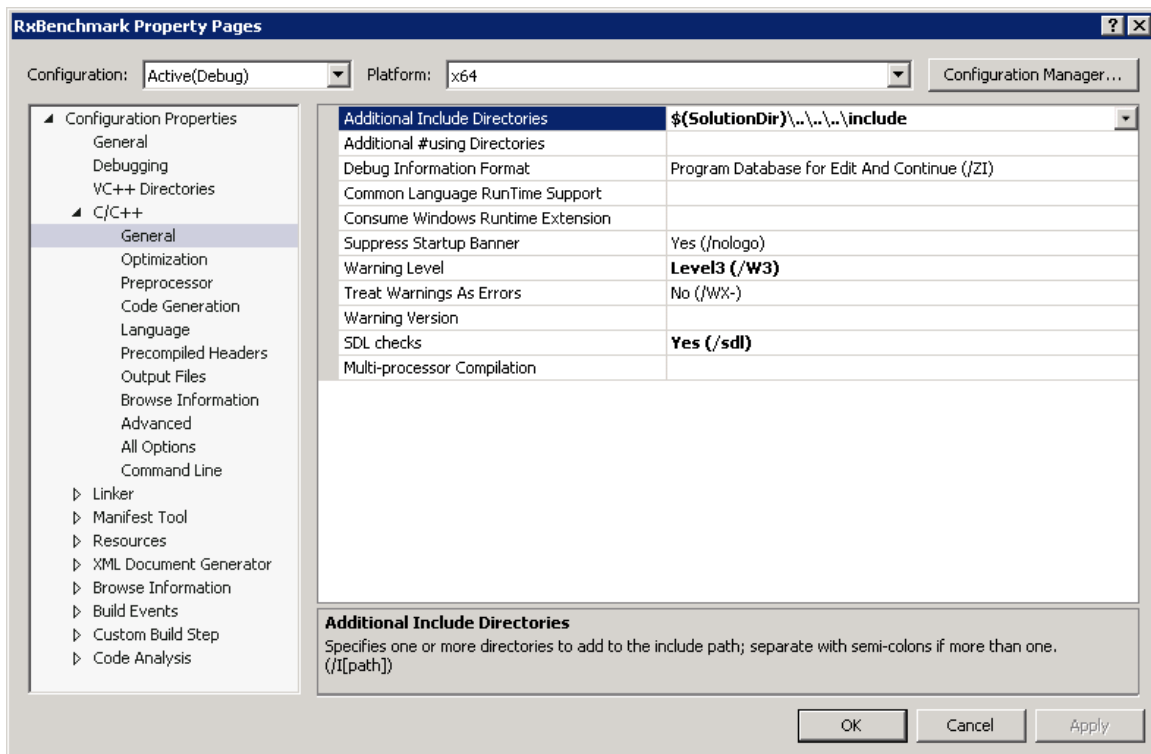 RxBenchmark Property Pages
Configuration: Active(Debug) Platform: x64 Configuration Manager...
Configuration Properties
General
Debugging
VC++ Directories
C/C++
General
Optimization
Preprocessor
Code Generation
Language
Precompiled Headers
Output Files
Browse Information
Advanced
All Options
Command Line
Linker
Manifest Tool
Resources
XML Document Generator
Browse Information
Build Events
Custom Build Step
Code Analysis
Additional Include Directories $(SolutionDir)\..\..\..\include
Additional #using Directories
Debug Information Format Program Database for Edit And Continue (/ZI)
Common Language RunTime Support
Consume Windows Runtime Extension
Suppress Startup Banner Yes (/nologo)
Warning Level Level3 (/W3)
Treat Warnings As Errors No (/WX-)
Warning Version
SDL checks Yes (/sdl)
Multi-processor Compilation
Additional Include Directories
Specifies one or more directories to add to the include path; separate with semi-colons if more than one.
(/I[path])
OK Cancel Apply